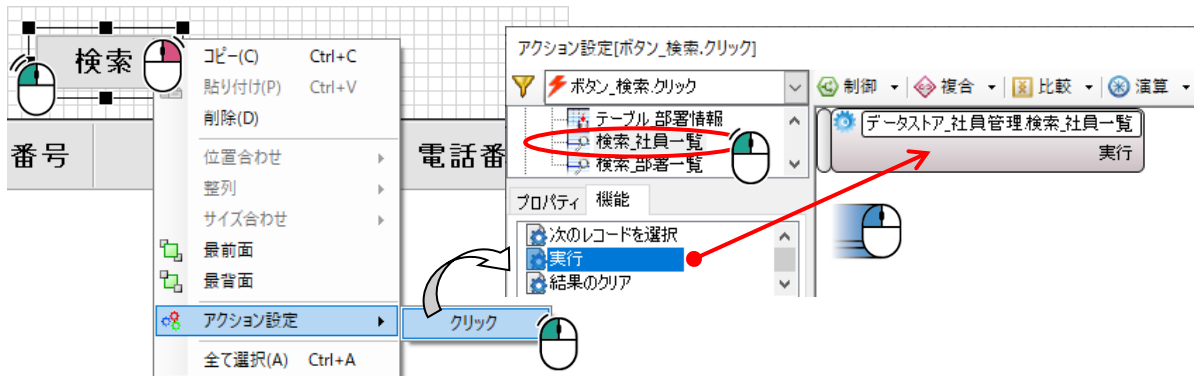 検索
コピー(C) Ctrl+C
貼り付け(P) Ctrl+V
削除(D)
位置合わせ
整列
サイズ合わせ
最前面
最背面
アクション設定
全て選択(A) Ctrl+A
クリック
番号
電話番
アクション設定[ボタン_検索.クリック]
ボタン_検索.クリック
制御
複合
比較
演算
テーブル_部署情報
検索_社員一覧
検索_部署一覧
プロパティ 機能
次のレコードを選択
実行
結果のクリア
データストア_社員管理.検索_社員一覧
実行